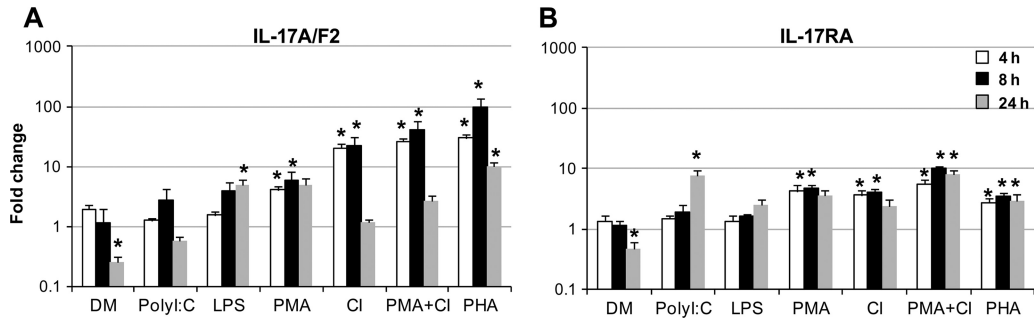 A
IL-17A/F2
Fold change
1000
100
10
1
0.1
* * * * * * * * * * *
DM PolyI:C LPS PMA CI PMA+CI PHA
B
IL-17RA
4 h
8 h
24 h
1000
100
10
1
0.1
* * * * * * * * * * * *
DM PolyI:C LPS PMA CI PMA+CI PHA